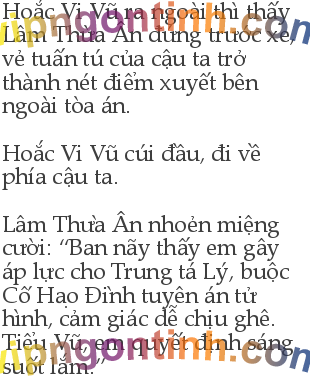 Hoắc Vi Vũ ra ngoài thì thấy
Lâm Thừa Ân đứng trước xe,
vẻ tuấn tú của cậu ta trở
thành nét điểm xuyết bên
ngoài tòa án.

Hoắc Vi Vũ cúi đầu, đi về
phía cậu ta.

Lâm Thừa Ân nhoẻn miệng
cười: “Ban nãy thấy em gây
áp lực cho Trung tá Lý, buộc
Cố Hạo Đình tuyên án tử
hình, cảm giác dễ chịu ghê.
Tiểu Vũ, em quyết định sáng
suốt lắm.”